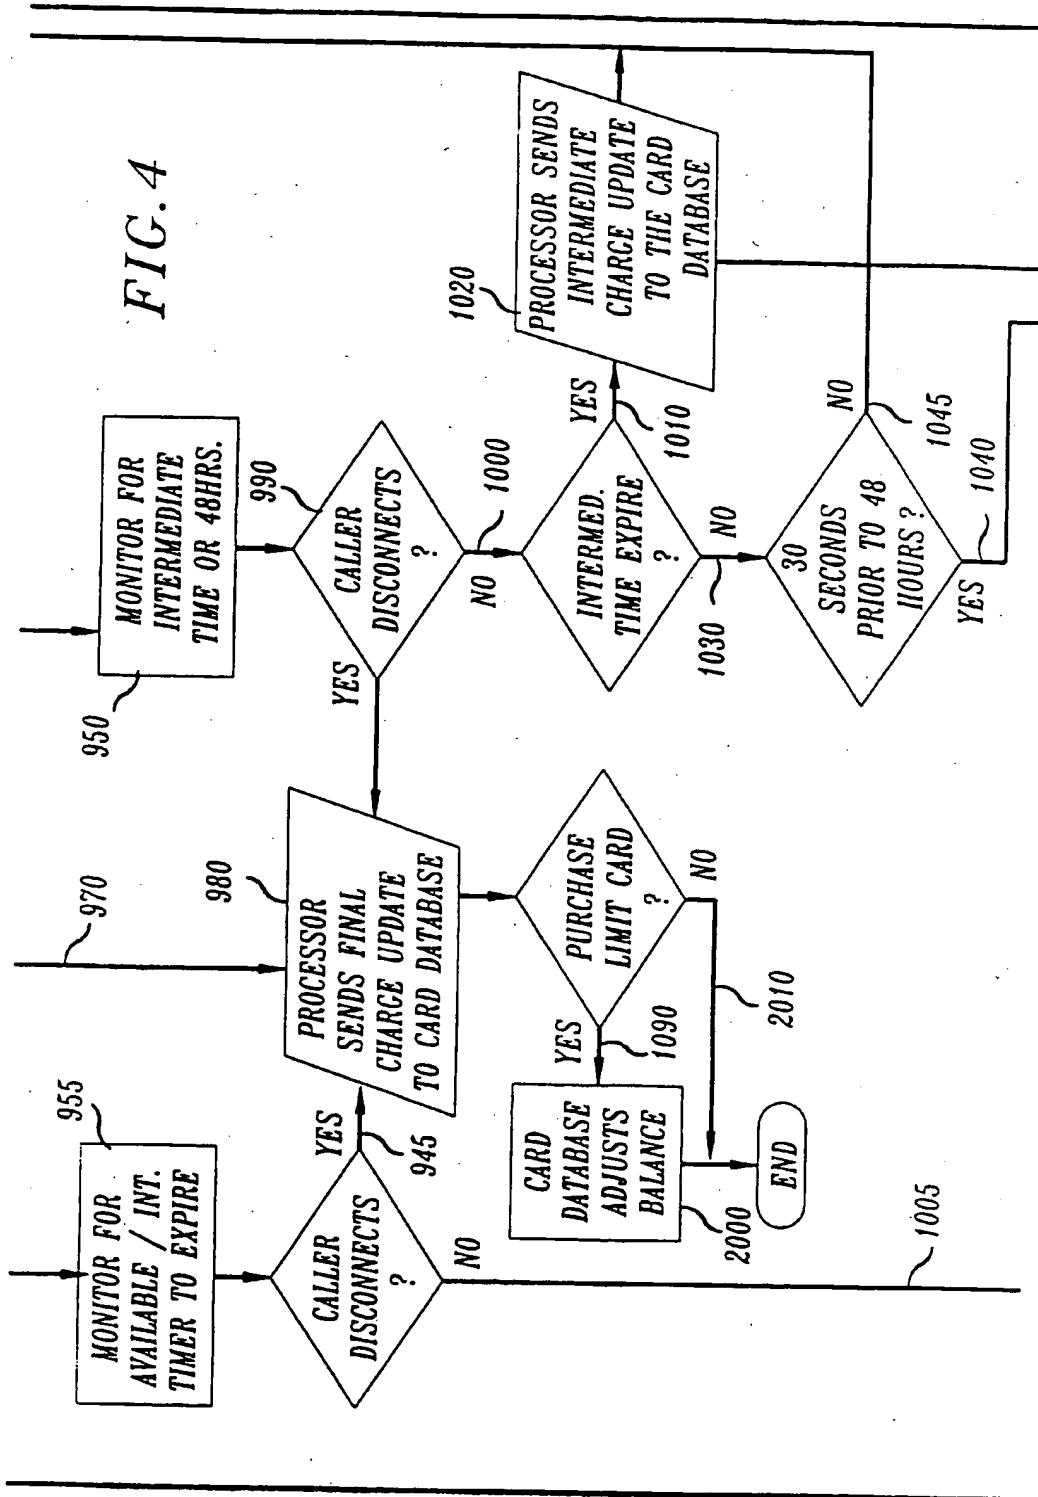 FIG.4
955
MONITOR FOR
AVAILABLE / INT.
TIMER TO EXPIRE
970
950
MONITOR FOR
INTERMEDIATE
TIME OR 48HRS.
CALLER
DISCONNECTS
?
YES
945
NO
1005
980
PROCESSOR
SENDS FINAL
CHARGE UPDATE
TO CARD DATABASE
YES
990
CALLER
DISCONNECTS
?
NO
1000
PURCHASE
LIMIT CARD
?
YES
1090
NO
2010
CARD
DATABASE
ADJUSTS
BALANCE
2000
END
INTERMED.
TIME EXPIRE
?
YES
1010
NO
1030
1020
PROCESSOR SENDS
INTERMEDIATE
CHARGE UPDATE
TO THE CARD
DATABASE
30
SECONDS
PRIOR TO 48
HOURS ?
NO
1045
YES
1040